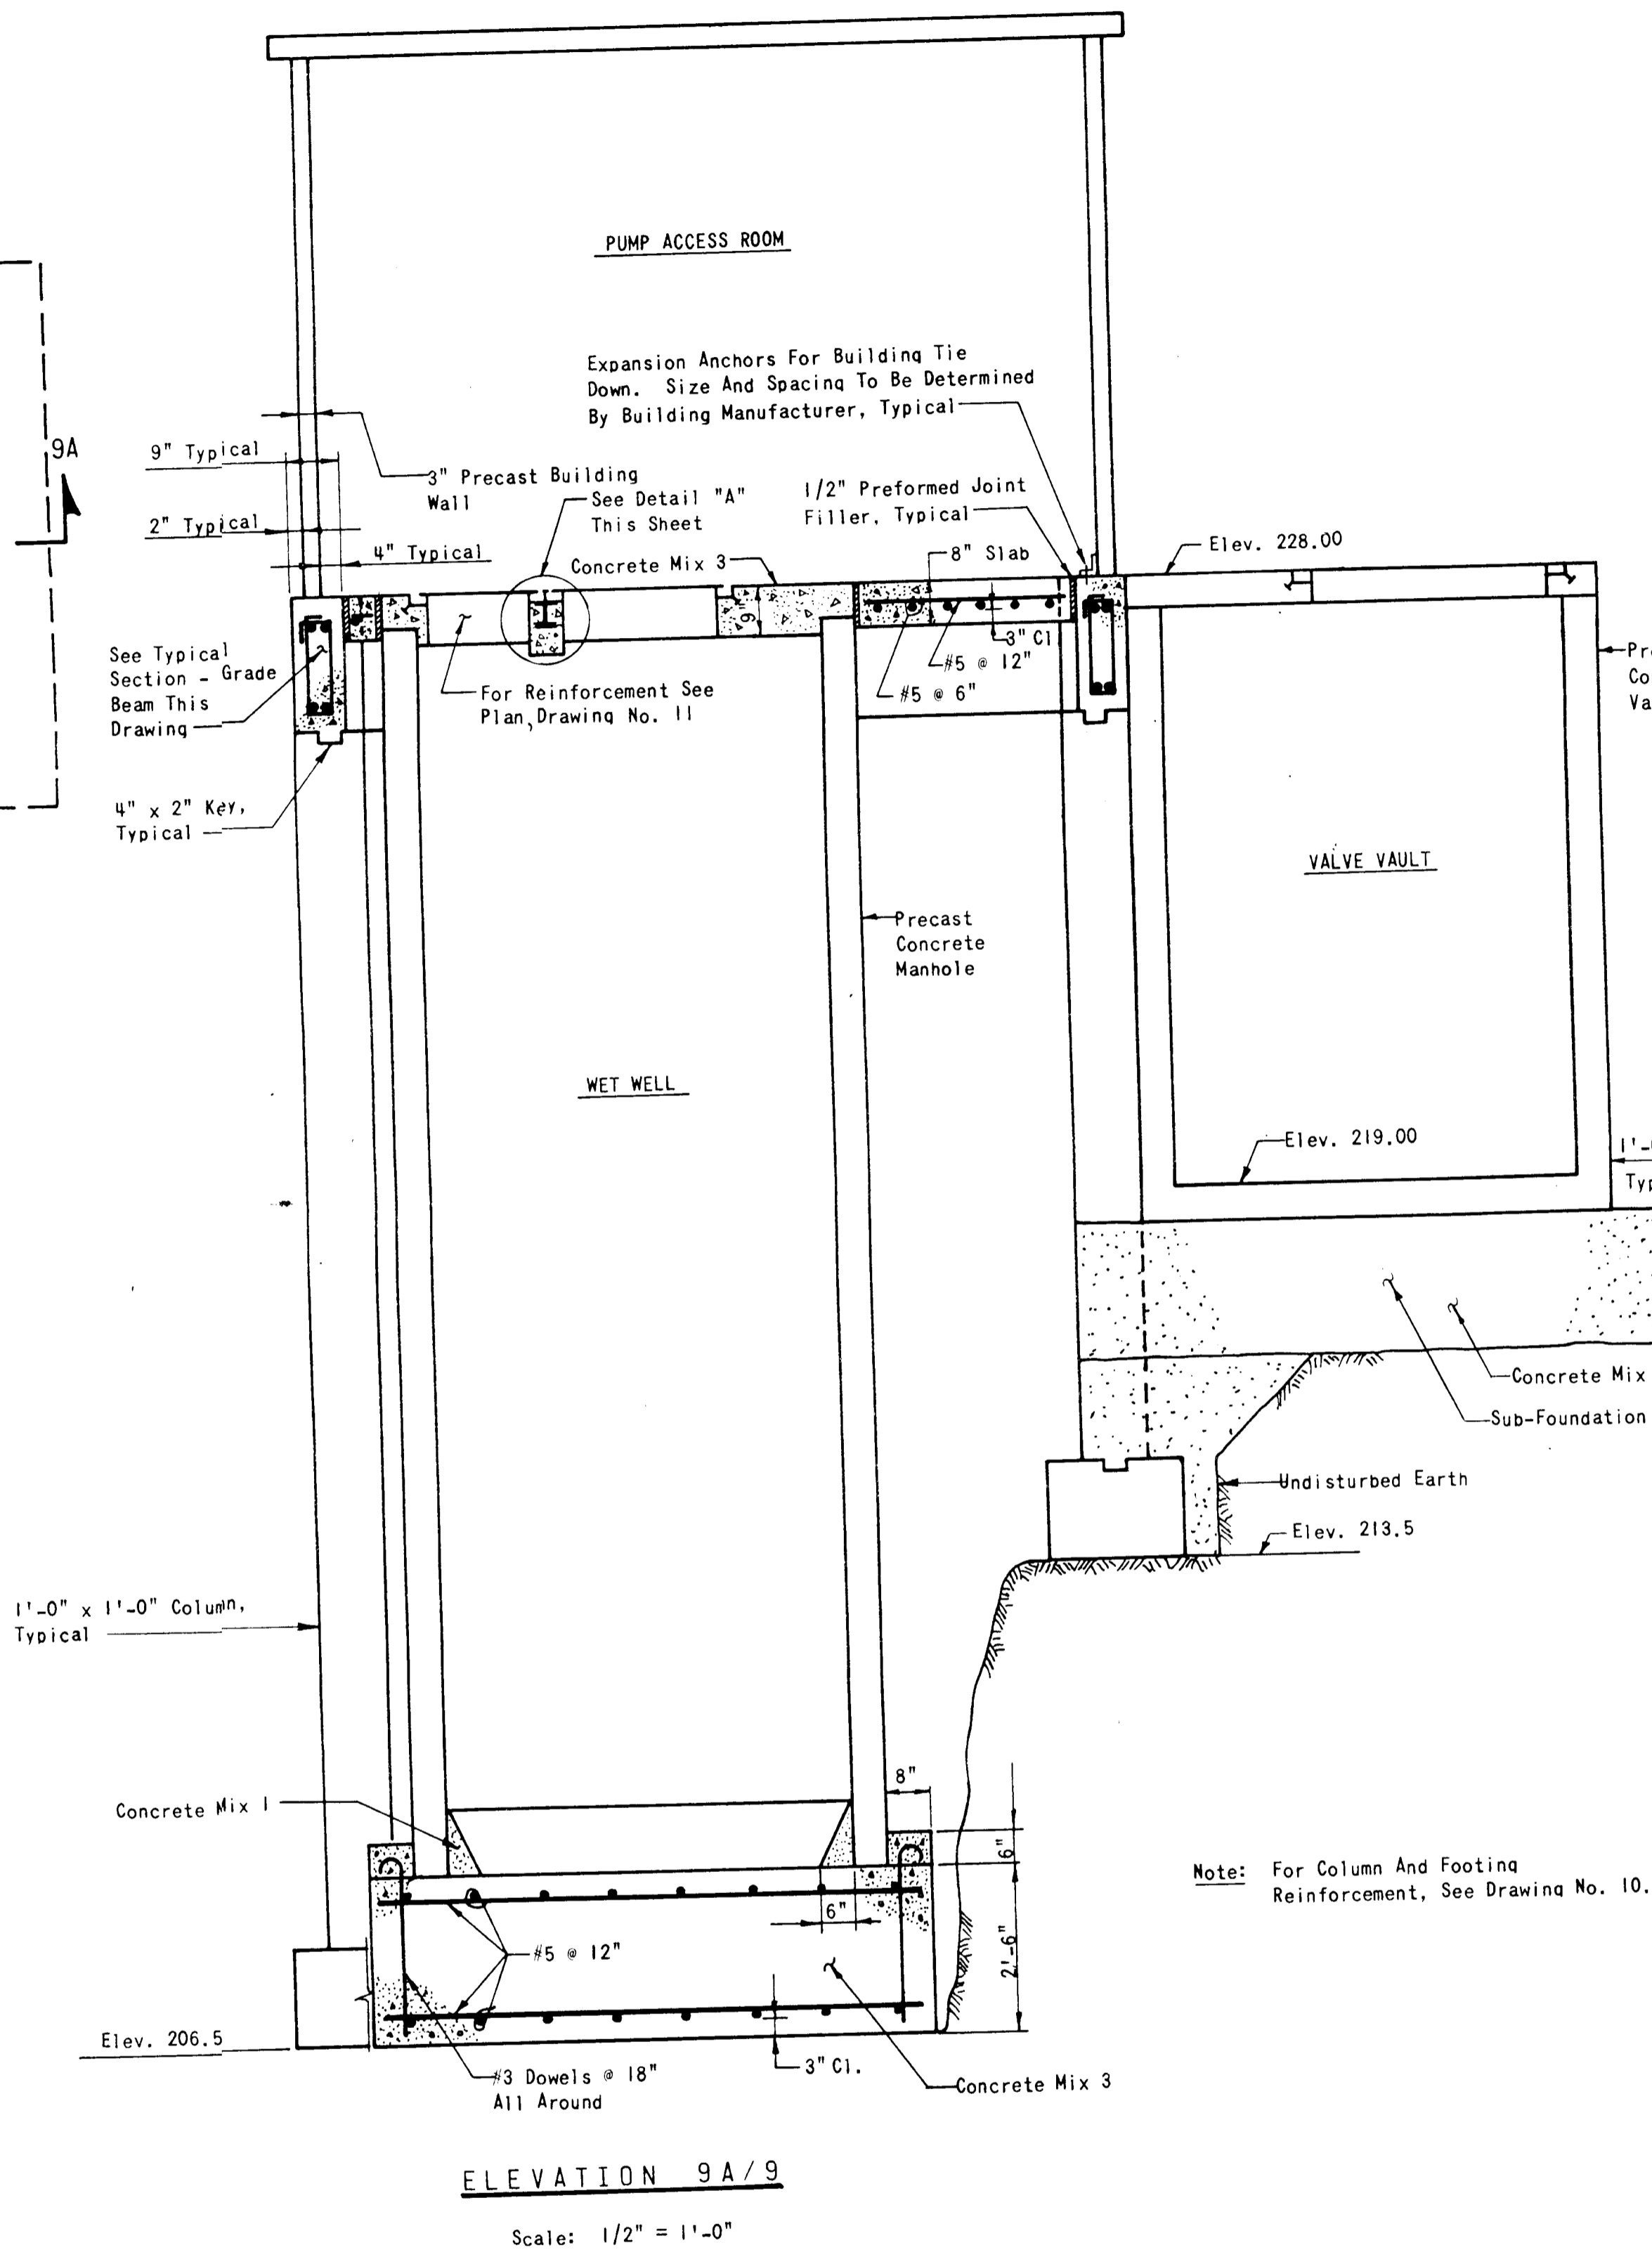 PUMP ACCESS ROOM
Expansion Anchors For Building Tie
Down. Size And Spacing To Be Determined
By Building Manufacturer, Typical
9A
9" Typical
3" Precast Building
Wall
See Detail "A"
This Sheet
1/2" Preformed Joint
Filler, Typical
2" Typical
4" Typical
Concrete Mix 3
8" Slab
Elev. 228.00
9"
3" Cl
#5 @ 12"
#5 @ 6"
See Typical
Section - Grade
Beam This
Drawing
For Reinforcement See
Plan, Drawing No. 11
4" x 2" Key,
Typical
VALVE VAULT
Precast
Concrete
Manhole
WET WELL
Elev. 219.00
Concrete Mix
Sub-Foundation
Undisturbed Earth
Elev. 213.5
1'-0" x 1'-0" Column,
Typical
8"
Concrete Mix 1
6"
Note: For Column And Footing
Reinforcement, See Drawing No. 10.
6"
#5 @ 12"
2'-6"
Elev. 206.5
#3 Dowels @ 18"
All Around
3" Cl.
Concrete Mix 3
ELEVATION 9A/9
Scale: 1/2" = 1'-0"